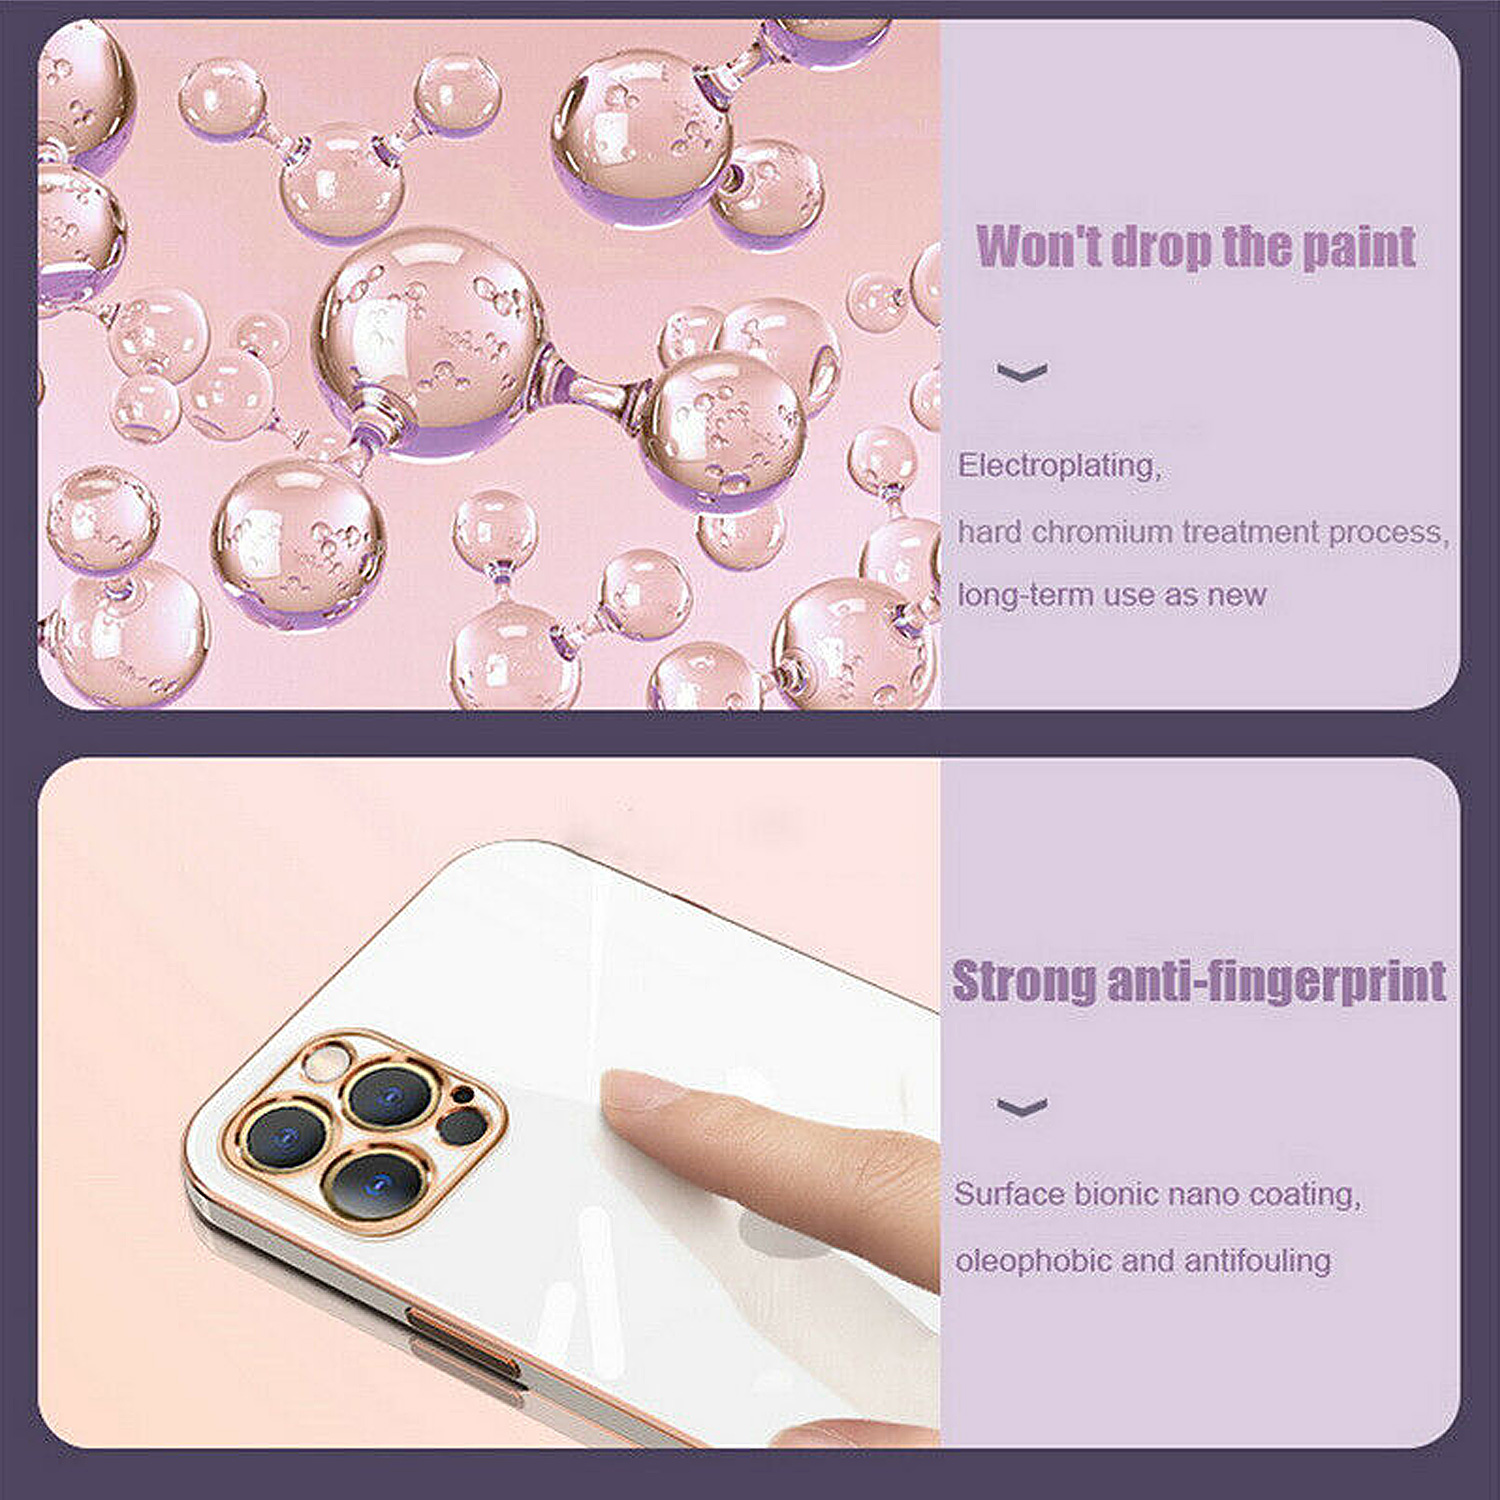 Won't drop the paint
Electroplating,
hard chromium treatment process,
long-term use as new
Strong anti-fingerprint
Surface bionic nano coating,
oleophobic and antifouling